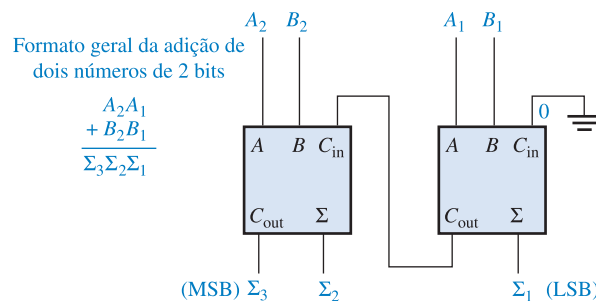 A₂ B₂ A₁ B₁
Formato geral da adição de
dois números de 2 bits
A₂A₁
+ B₂B₁
Σ₃Σ₂Σ₁
0
A B Cin A B Cin
Cout Σ Cout Σ
(MSB) Σ₃ Σ₂ Σ₁ (LSB)